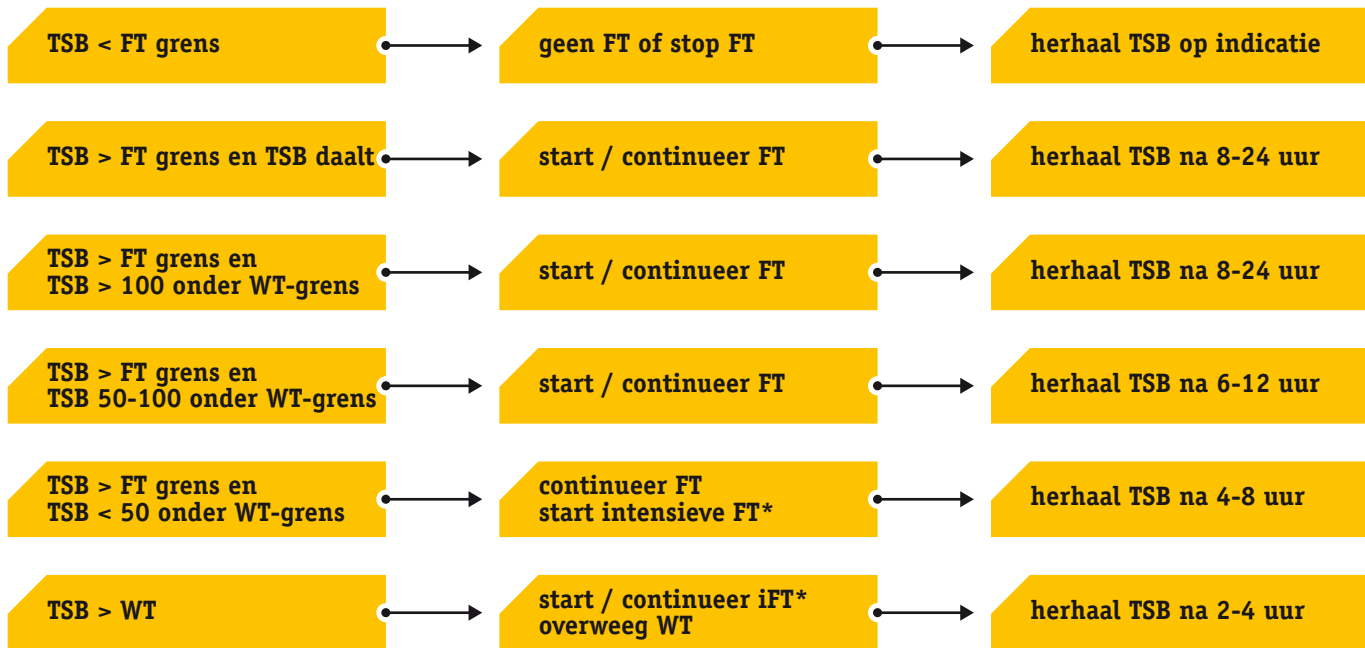 TSB < FT grens
geen FT of stop FT
herhaal TSB op indicatie
TSB > FT grens en TSB daalt
start / continueer FT
herhaal TSB na 8-24 uur
TSB > FT grens en
TSB > 100 onder WT-grens
start / continueer FT
herhaal TSB na 8-24 uur
TSB > FT grens en
TSB 50-100 onder WT-grens
start / continueer FT
herhaal TSB na 6-12 uur
TSB > FT grens en
TSB < 50 onder WT-grens
continueer FT
start intensieve FT*
herhaal TSB na 4-8 uur
TSB > WT
start / continueer iFT*
overweeg WT
herhaal TSB na 2-4 uur